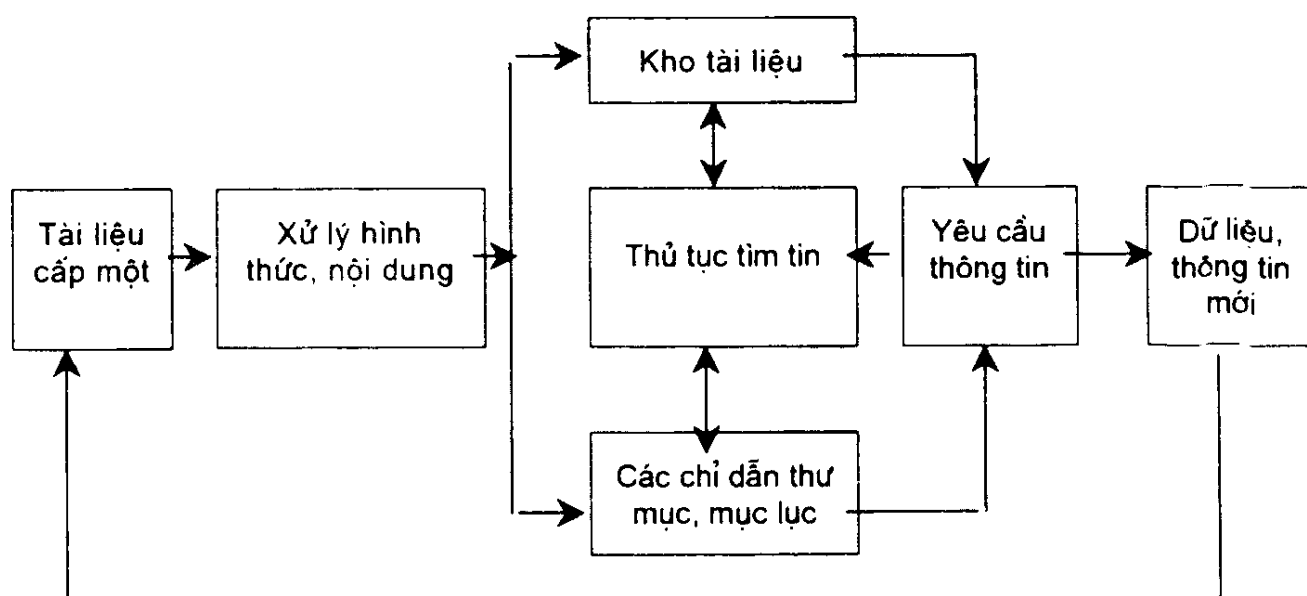 Kho tài liệu
Tài liệu
cấp một
Xử lý hình
thức, nội dung
Thủ tục tìm tin
Yêu cầu
thông tin
Dữ liệu,
thông tin
mới
Các chỉ dẫn thư
mục, mục lục